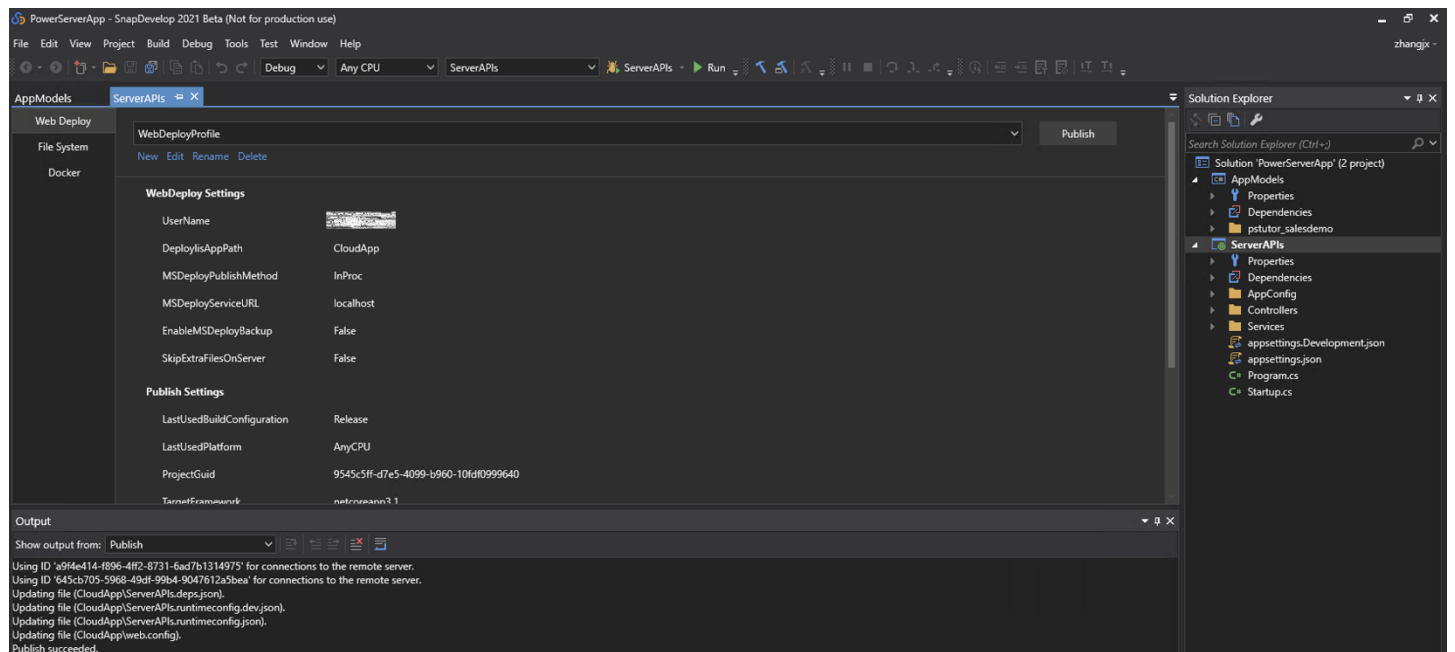 PowerServerApp - SnapDevelop 2021 Beta (Not for production use)
File Edit View Project Build Debug Tools Test Window Help
zhangjx
Debug Any CPU ServerAPIs ServerAPIs Run
AppModels ServerAPIs
Web Deploy
File System
Docker
WebDeployProfile Publish
New Edit Rename Delete
WebDeploy Settings
UserName
DeployIisAppPath CloudApp
MSDeployPublishMethod InProc
MSDeployServiceURL localhost
EnableMSDeployBackup False
SkipExtraFilesOnServer False
Publish Settings
LastUsedBuildConfiguration Release
LastUsedPlatform AnyCPU
ProjectGuid 9545c5ff-d7e5-4099-b960-10fdf0999640
TargetFramework netcoreapp3.1
Solution Explorer
Search Solution Explorer (Ctrl+;)
Solution 'PowerServerApp' (2 project)
AppModels
Properties
Dependencies
pstutor_salesdemo
ServerAPIs
Properties
Dependencies
AppConfig
Controllers
Services
appsettings.Development.json
appsettings.json
C# Program.cs
C# Startup.cs
Output
Show output from: Publish
Using ID 'a9f4e414-f896-4ff2-8731-6ad7b1314975' for connections to the remote server.
Using ID '645cb705-5968-49df-99b4-9047612a5bea' for connections to the remote server.
Updating file (CloudApp\ServerAPIs.deps.json).
Updating file (CloudApp\ServerAPIs.runtimeconfig.dev.json).
Updating file (CloudApp\ServerAPIs.runtimeconfig.json).
Updating file (CloudApp\web.config).
Publish succeeded.